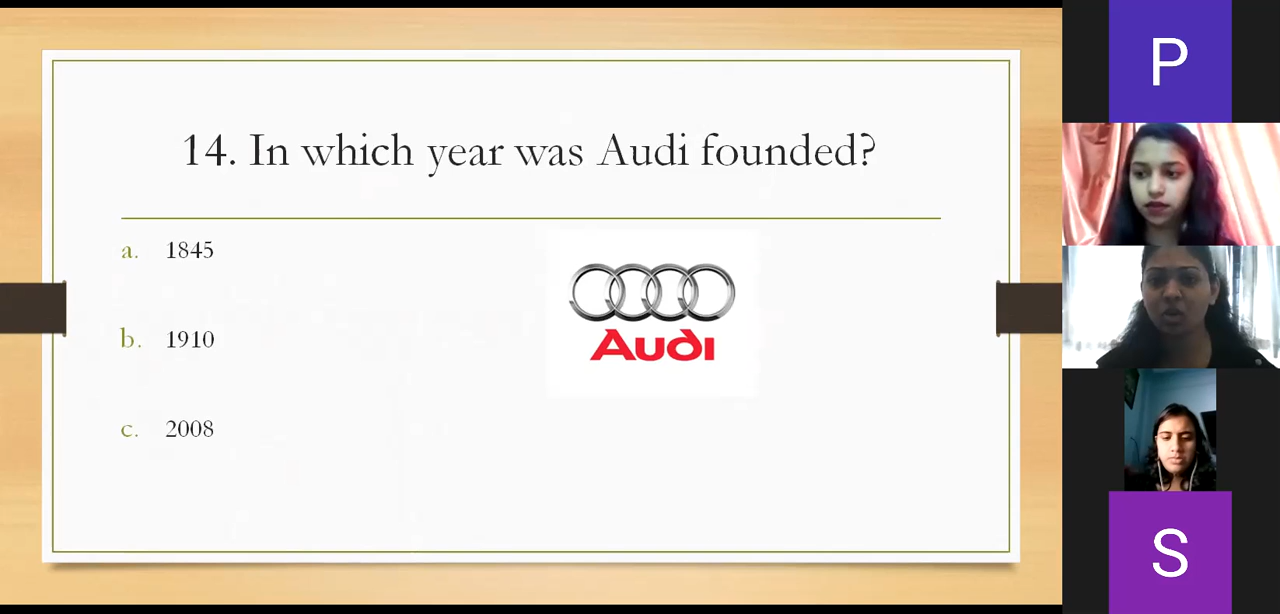 14. In which year was Audi founded?
a. 1845
b. 1910
c. 2008
Audi
P
S